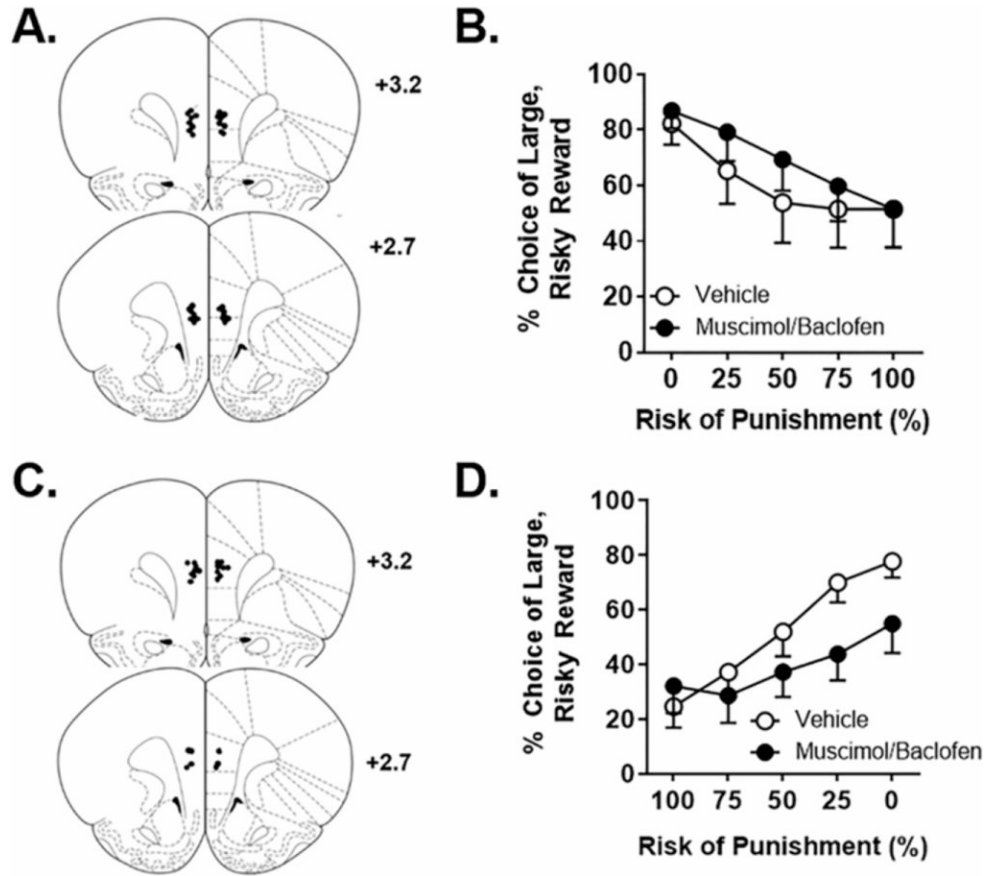 A.
+3.2
+2.7
B.
% Choice of Large,
Risky Reward
100
80
60
40
20
0
Vehicle
Muscimol/Baclofen
0 25 50 75 100
Risk of Punishment (%)
C.
+3.2
+2.7
D.
% Choice of Large,
Risky Reward
100
80
60
40
20
0
Vehicle
Muscimol/Baclofen
100 75 50 25 0
Risk of Punishment (%)